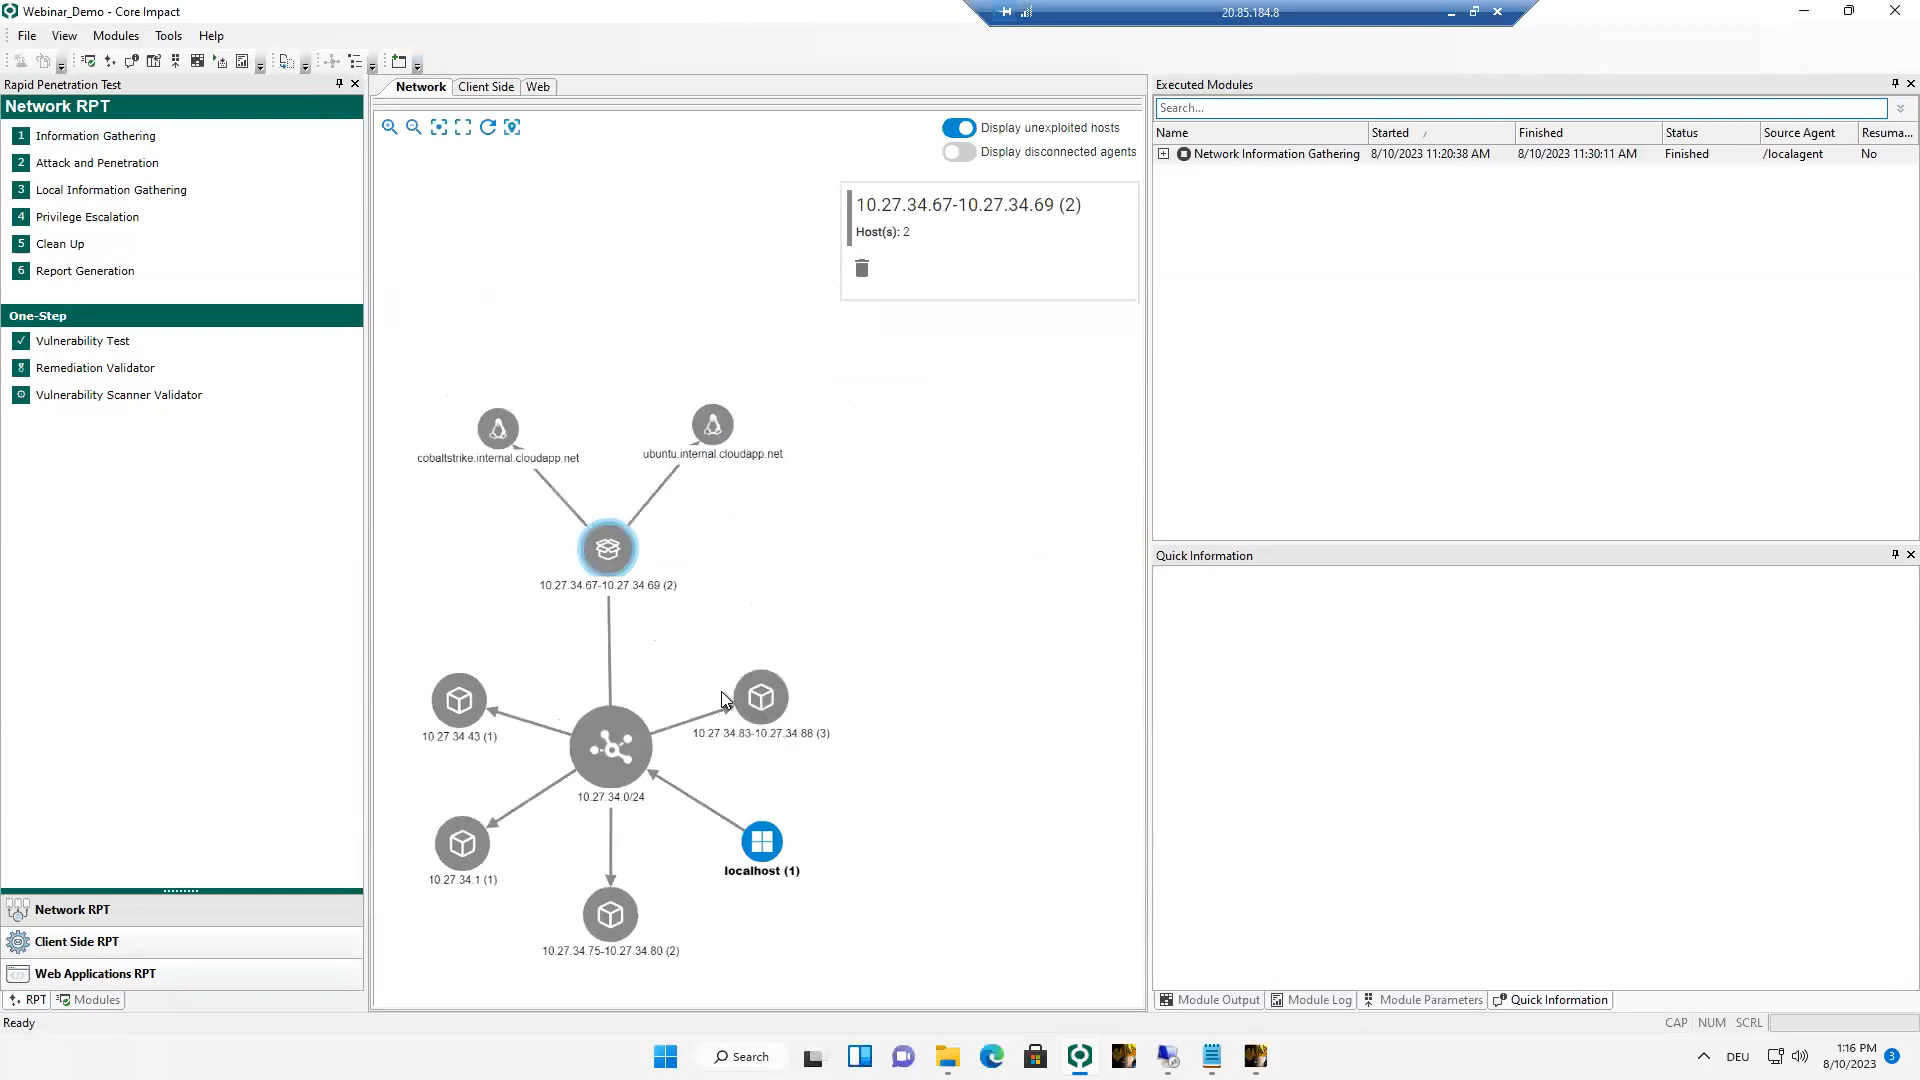 Webinar_Demo - Core Impact
20.85.184.8
File View Modules Tools Help
Rapid Penetration Test
Network RPT
1 Information Gathering
2 Attack and Penetration
3 Local Information Gathering
4 Privilege Escalation
5 Clean Up
6 Report Generation
One-Step
Vulnerability Test
Remediation Validator
Vulnerability Scanner Validator
Network RPT
Client Side RPT
Web Applications RPT
RPT Modules
Ready
Network Client Side Web
Display unexploited hosts
Display disconnected agents
10.27.34.67-10.27.34.69 (2)
Host(s): 2
cobaltstrike.internal.cloudapp.net
ubuntu.internal.cloudapp.net
10.27.34.67-10.27.34.69 (2)
10.27.34.43 (1)
10.27.34.83-10.27.34.88 (3)
10.27.34.0/24
10.27.34.1 (1)
localhost (1)
10.27.34.75-10.27.34.80 (2)
Executed Modules
Search...
Name Started Finished Status Source Agent Resuma...
Network Information Gathering 8/10/2023 11:20:38 AM 8/10/2023 11:30:11 AM Finished /localagent No
Quick Information
Module Output Module Log Module Parameters Quick Information
CAP NUM SCRL
Search
DEU
1:16 PM
8/10/2023
3